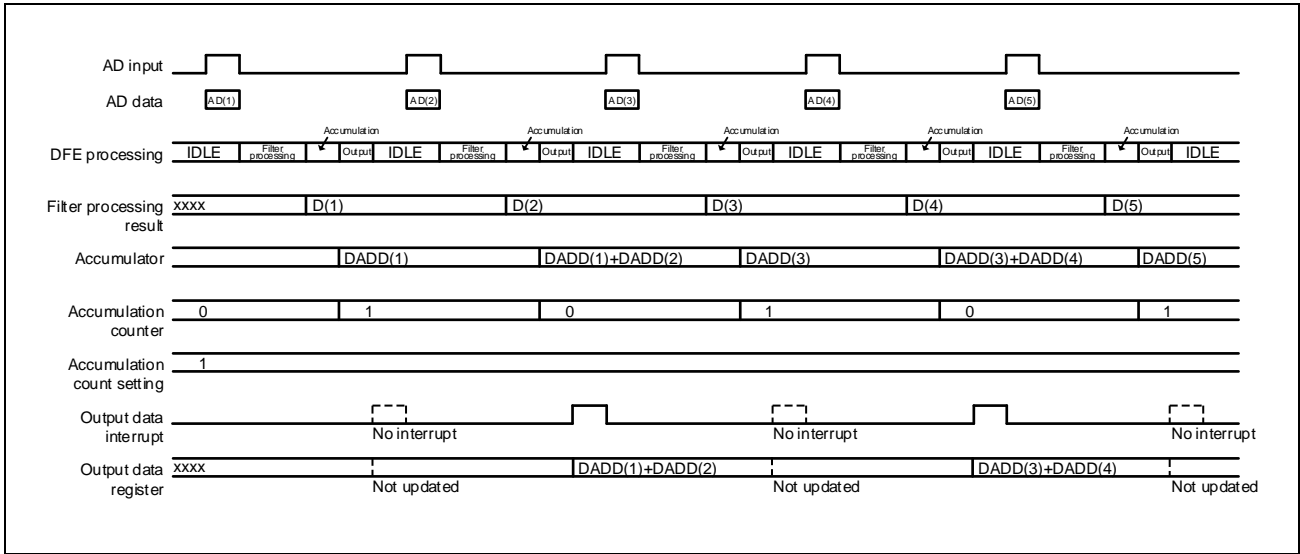 AD input
AD data AD(1) AD(2) AD(3) AD(4) AD(5)
Accumulation Accumulation Accumulation Accumulation Accumulation
DFE processing IDLE Filter processing Output IDLE Filter processing Output IDLE Filter processing Output IDLE Filter processing Output IDLE Filter processing Output IDLE
Filter processing result xxxx D(1) D(2) D(3) D(4) D(5)
Accumulator DADD(1) DADD(1)+DADD(2) DADD(3) DADD(3)+DADD(4) DADD(5)
Accumulation counter 0 1 0 1 0 1
Accumulation count setting 1
Output data interrupt No interrupt No interrupt No interrupt
Output data register xxxx DADD(1)+DADD(2) DADD(3)+DADD(4)
Not updated Not updated Not updated